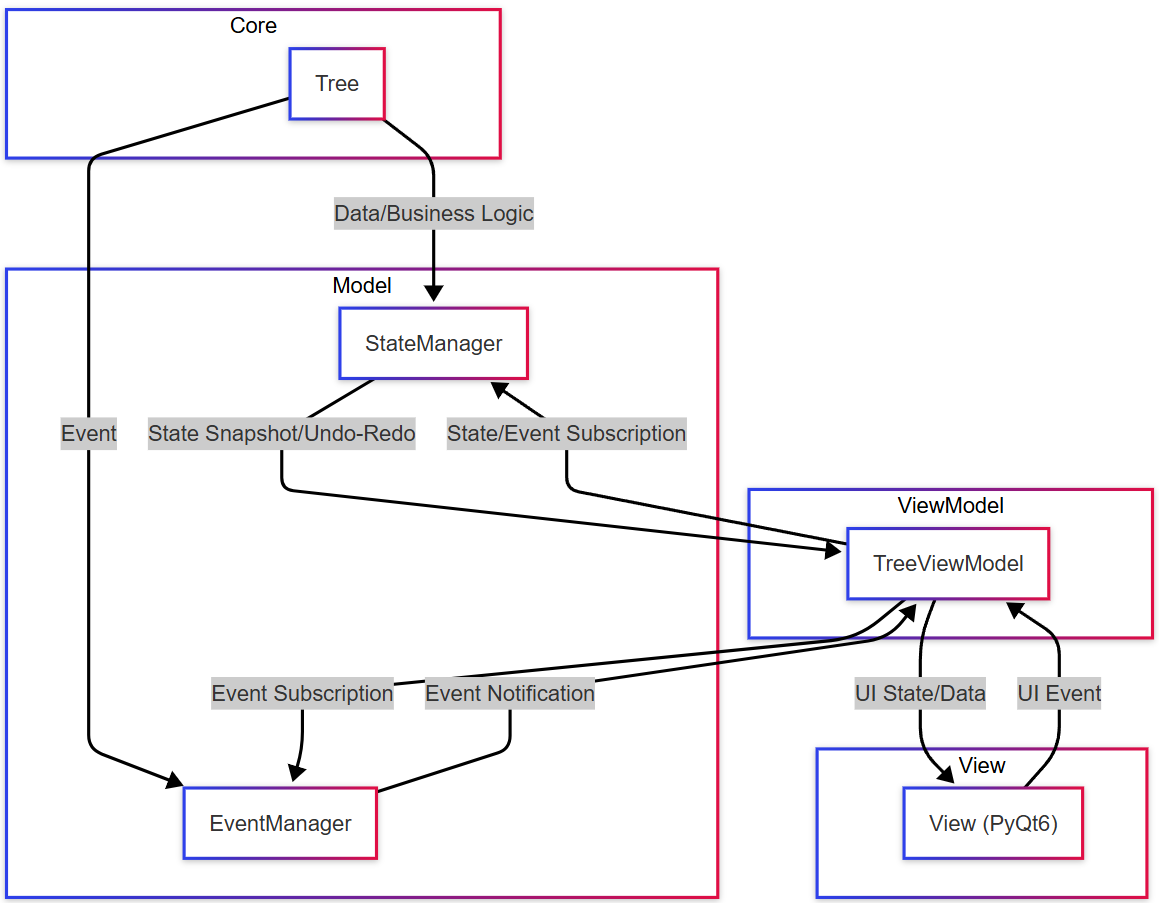 Core
Tree
Data/Business Logic
Model
StateManager
Event
State Snapshot/Undo-Redo
State/Event Subscription
ViewModel
TreeViewModel
Event Subscription
Event Notification
UI State/Data
UI Event
View
EventManager
View (PyQt6)